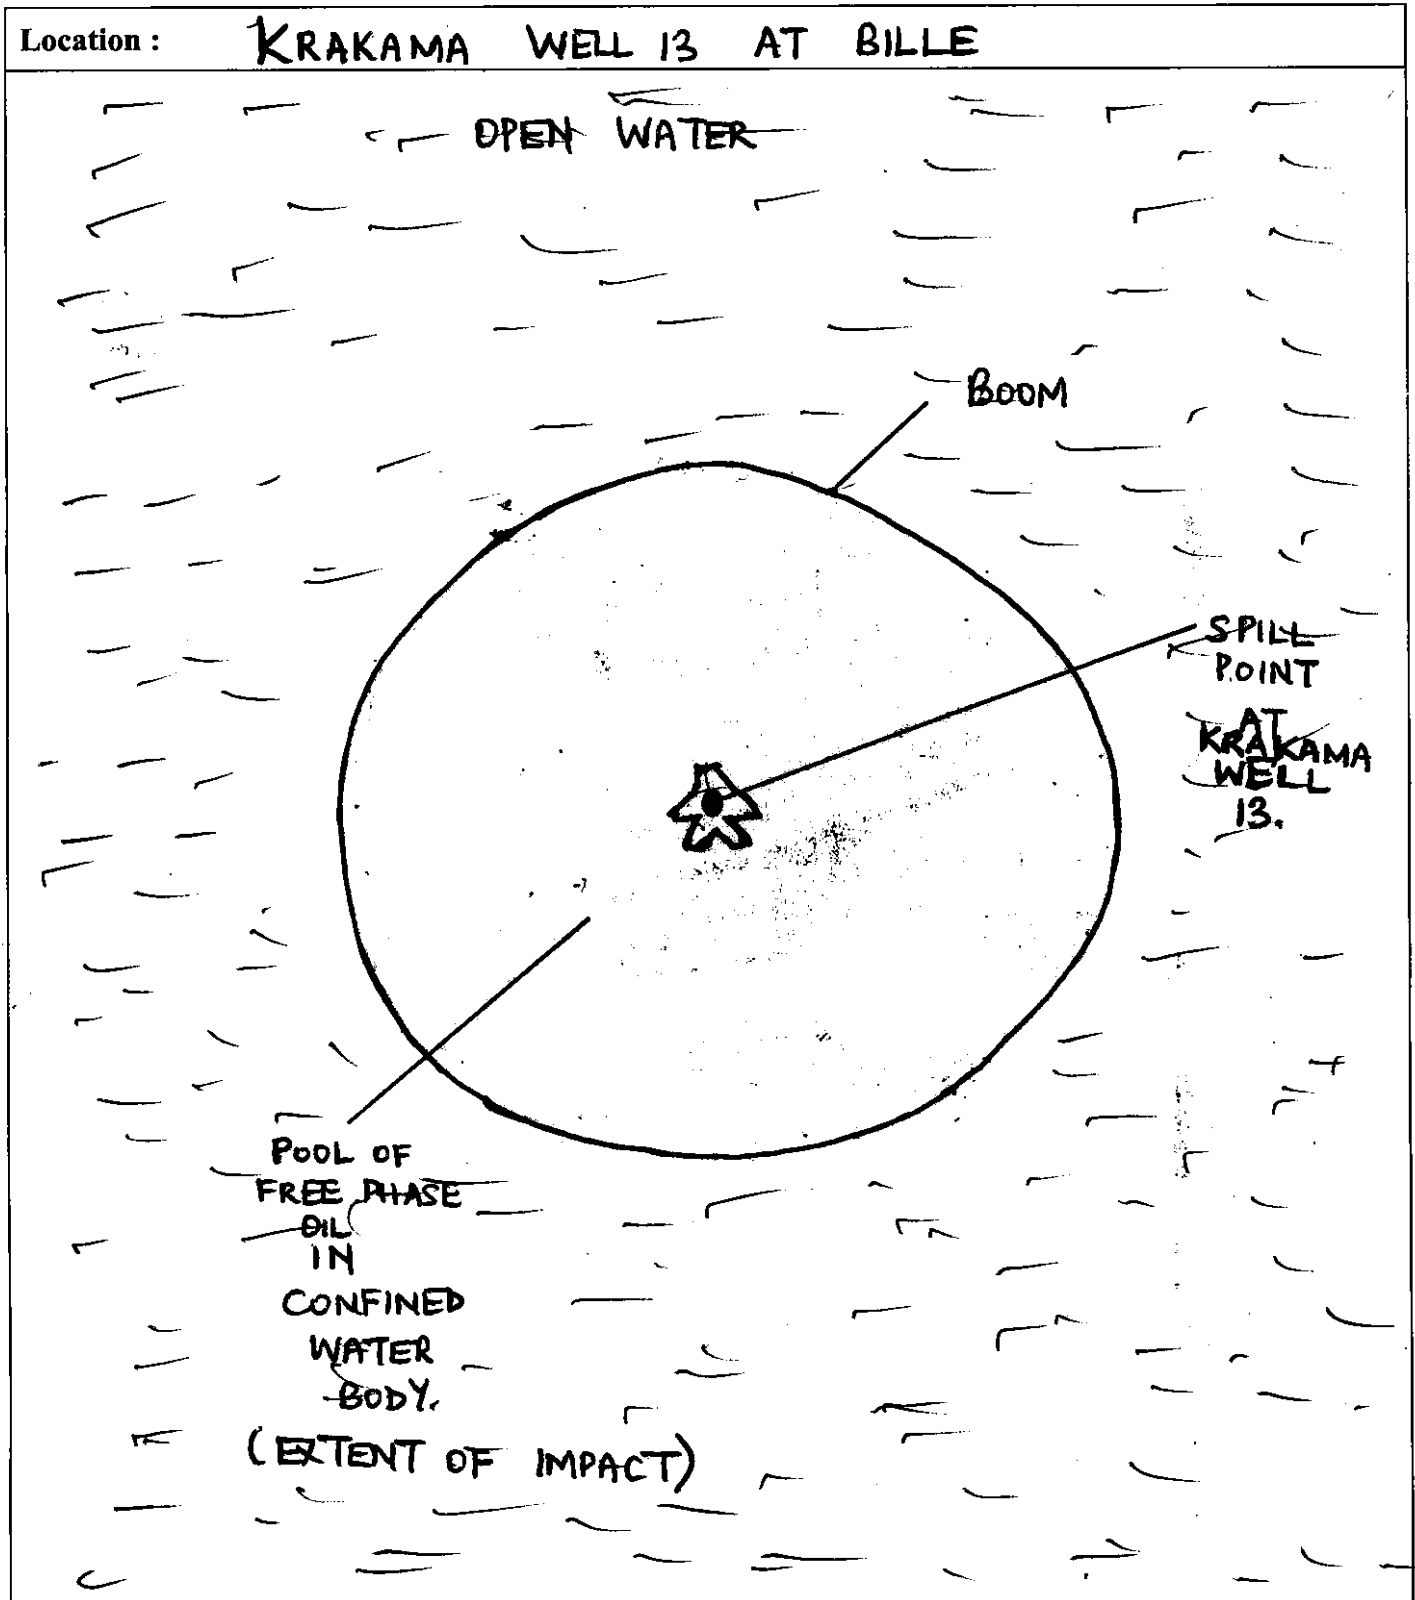 Location : KRAKAMA WELL 13 AT BILLE
OPEN WATER
BOOM
SPILL
POINT
AT
KRAKAMA
WELL
13.
POOL OF
FREE PHASE
OIL
IN
CONFINED
WATER
BODY.
(EXTENT OF IMPACT)